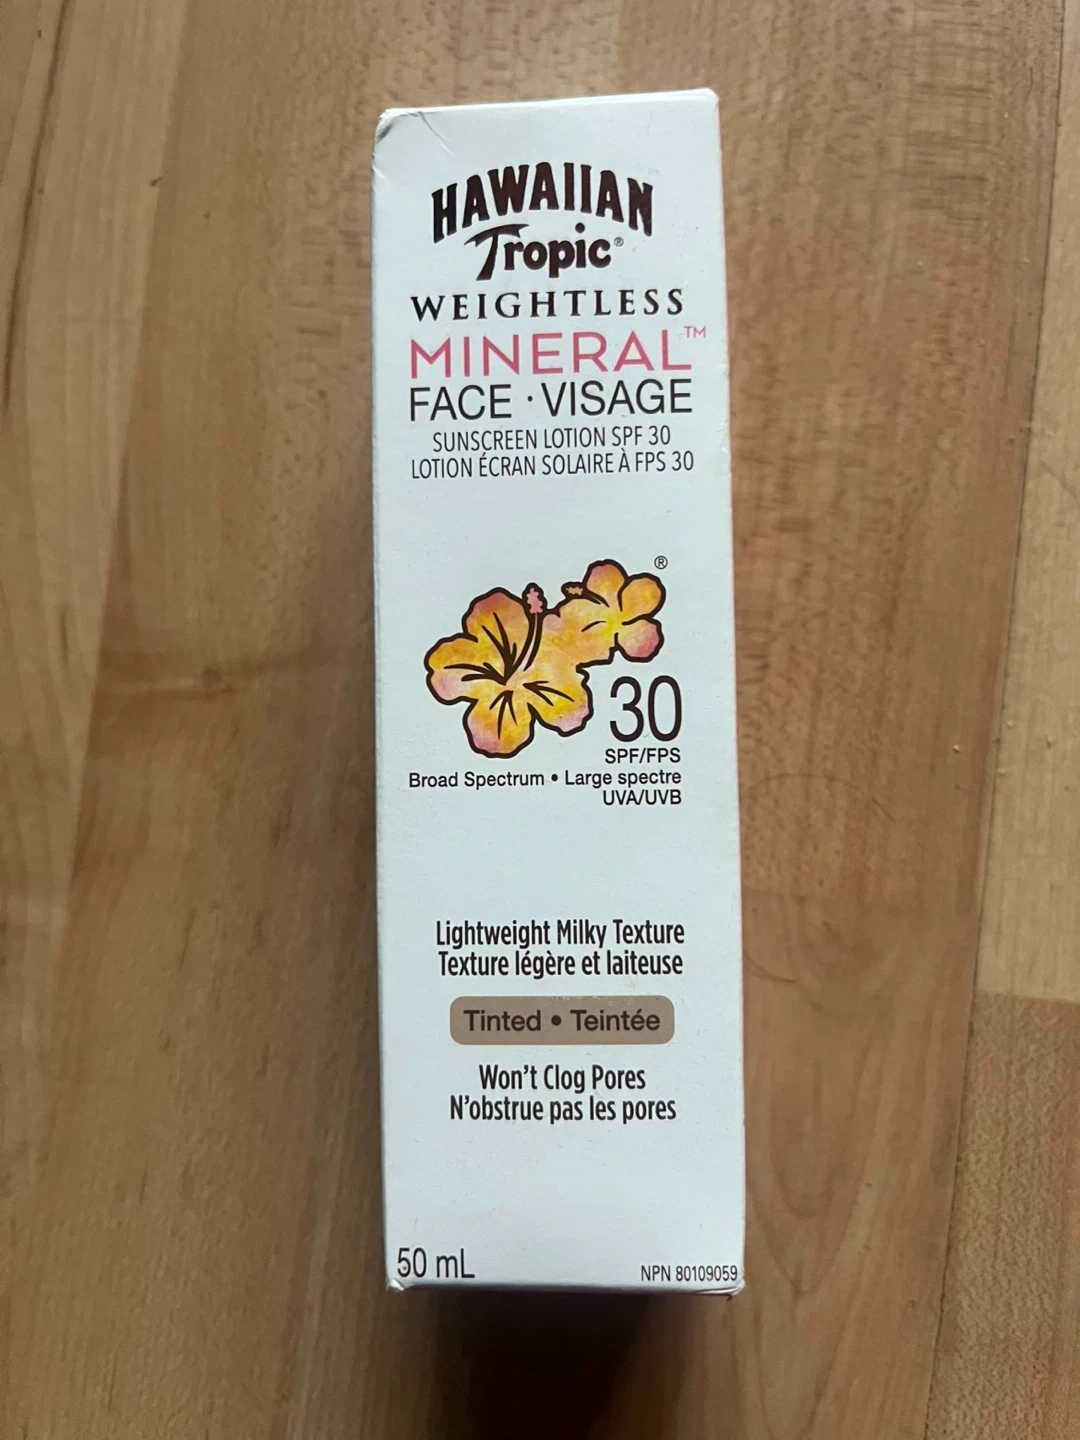 HAWAIIAN
Tropic®
WEIGHTLESS
MINERAL™
FACE · VISAGE
SUNSCREEN LOTION SPF 30
LOTION ÉCRAN SOLAIRE À FPS 30
®
30
SPF/FPS
Broad Spectrum • Large spectre
UVA/UVB
Lightweight Milky Texture
Texture légère et laiteuse
Tinted • Teintée
Won't Clog Pores
N'obstrue pas les pores
50 mL
NPN 80109059